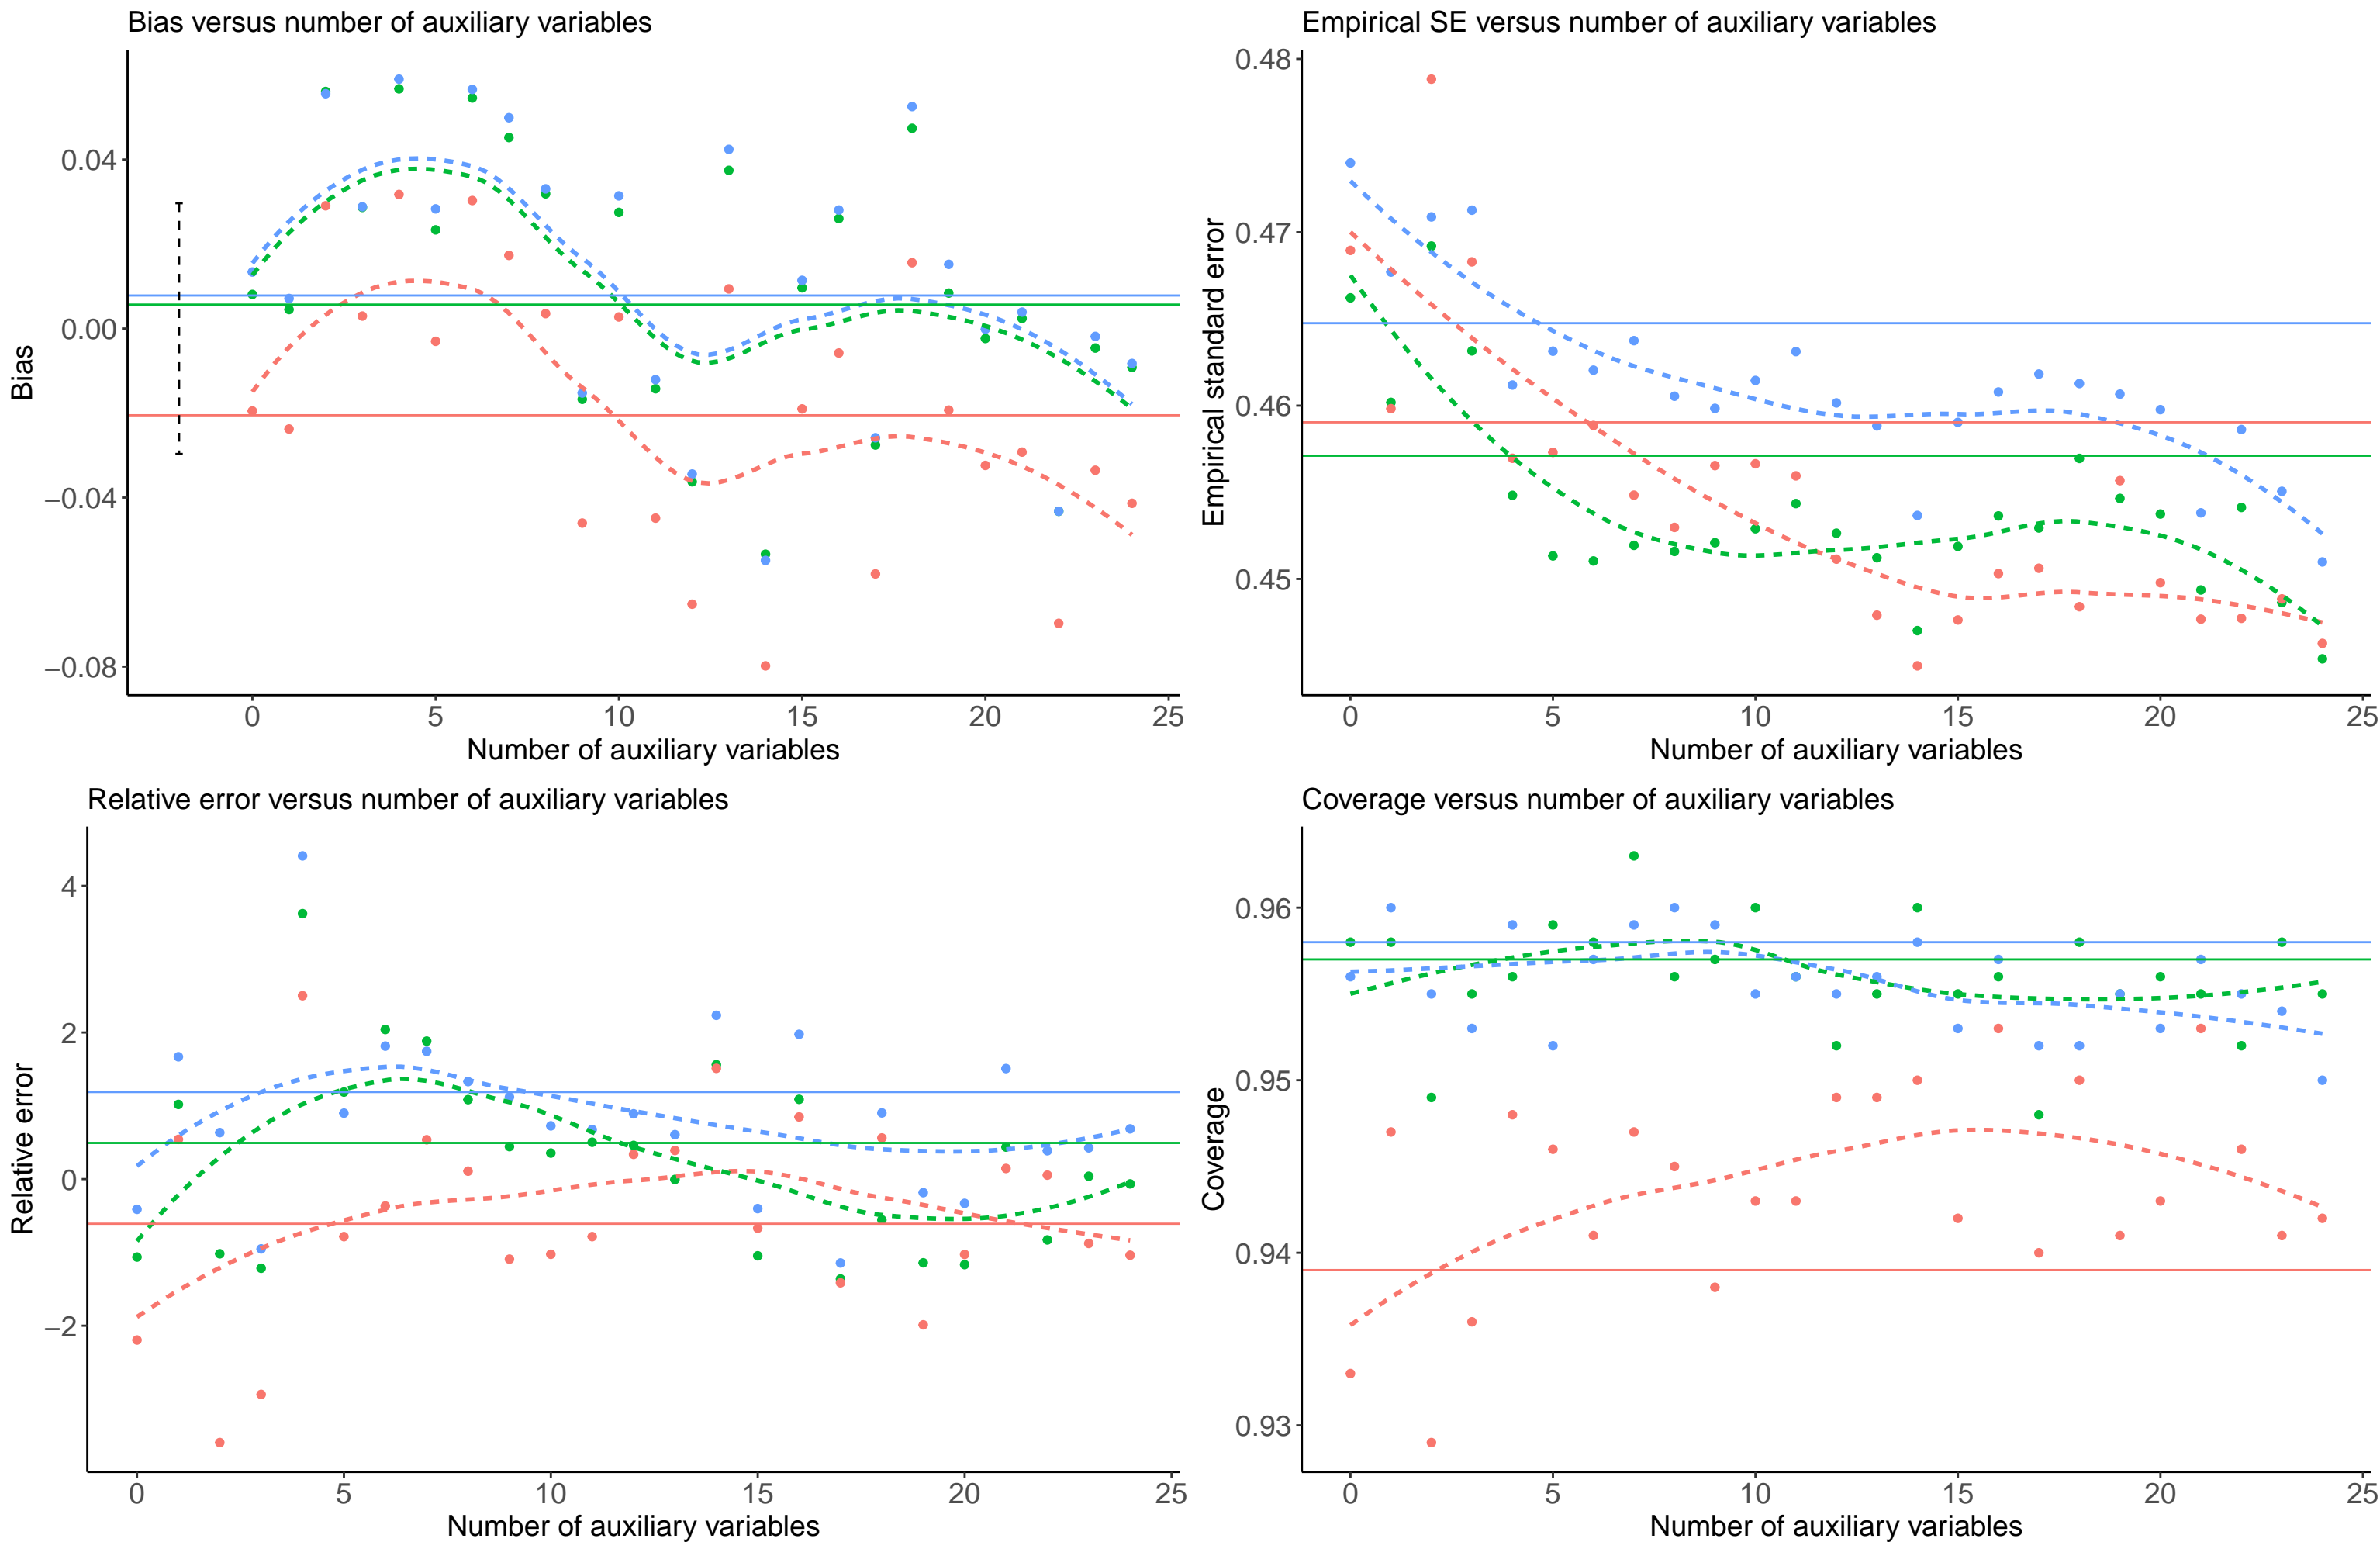 Bias versus number of auxiliary variables
Bias
0.04
0.00
−0.04
−0.08
0 5 10 15 20 25
Number of auxiliary variables
Empirical SE versus number of auxiliary variables
Empirical standard error
0.48
0.47
0.46
0.45
0 5 10 15 20 25
Number of auxiliary variables
Relative error versus number of auxiliary variables
Relative error
4
2
0
−2
0 5 10 15 20 25
Number of auxiliary variables
Coverage versus number of auxiliary variables
Coverage
0.96
0.95
0.94
0.93
0 5 10 15 20 25
Number of auxiliary variables